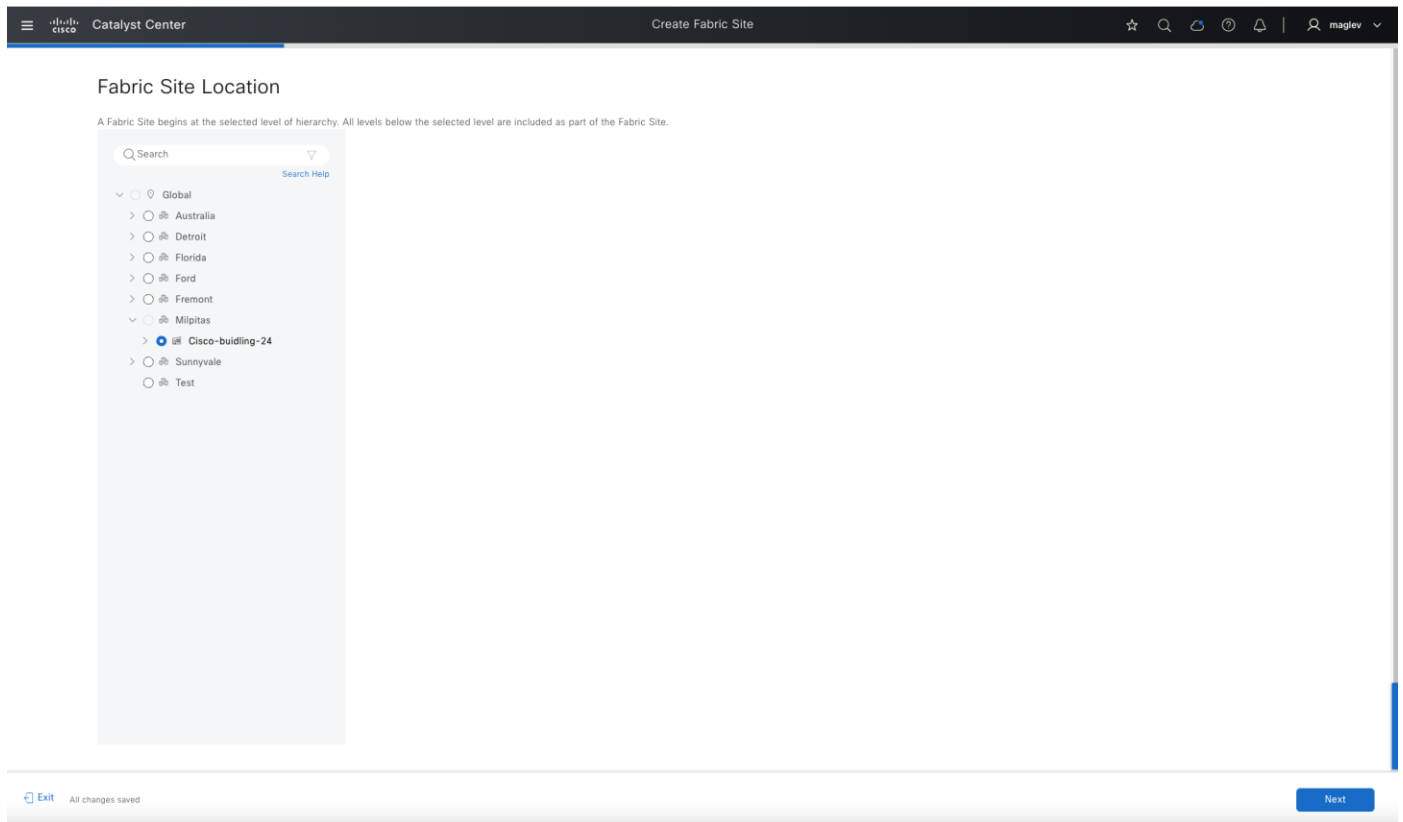 cisco Catalyst Center Create Fabric Site maglev
Fabric Site Location
A Fabric Site begins at the selected level of hierarchy. All levels below the selected level are included as part of the Fabric Site.
Search
Search Help
Global
Australia
Detroit
Florida
Ford
Fremont
Milpitas
Cisco-buidling-24
Sunnyvale
Test
Exit All changes saved Next